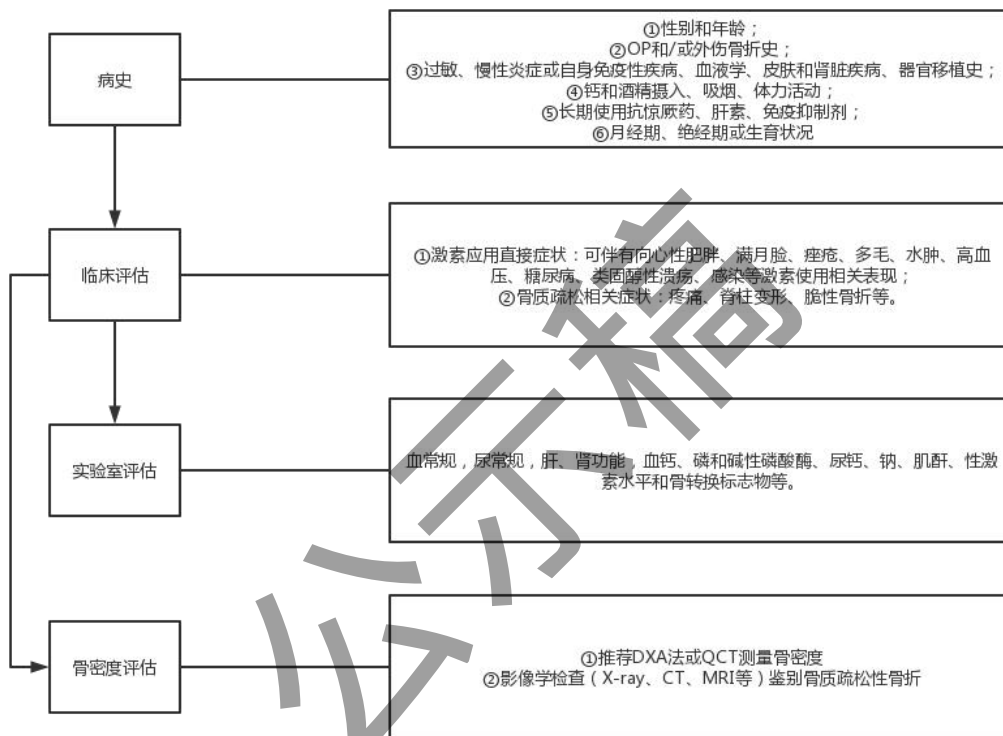 病史
①性别和年龄；
②OP和/或外伤骨折史；
③过敏、慢性炎症或自身免疫性疾病、血液学、皮肤和肾脏疾病、器官移植史；
④钙和酒精摄入、吸烟、体力活动；
⑤长期使用抗惊厥药、肝素、免疫抑制剂；
⑥月经期、绝经期或生育状况
临床评估
①激素应用直接症状：可伴有向心性肥胖、满月脸、痤疮、多毛、水肿、高血
压、糖尿病、类固醇性溃疡、感染等激素使用相关表现；
②骨质疏松相关症状：疼痛、脊柱变形、脆性骨折等。
实验室评估
血常规，尿常规，肝、肾功能，血钙、磷和碱性磷酸酶、尿钙、钠、肌酐、性激
素水平和骨转换标志物等。
骨密度评估
①推荐DXA法或QCT测量骨密度
②影像学检查（X-ray、CT、MRI等）鉴别骨质疏松性骨折
公示稿